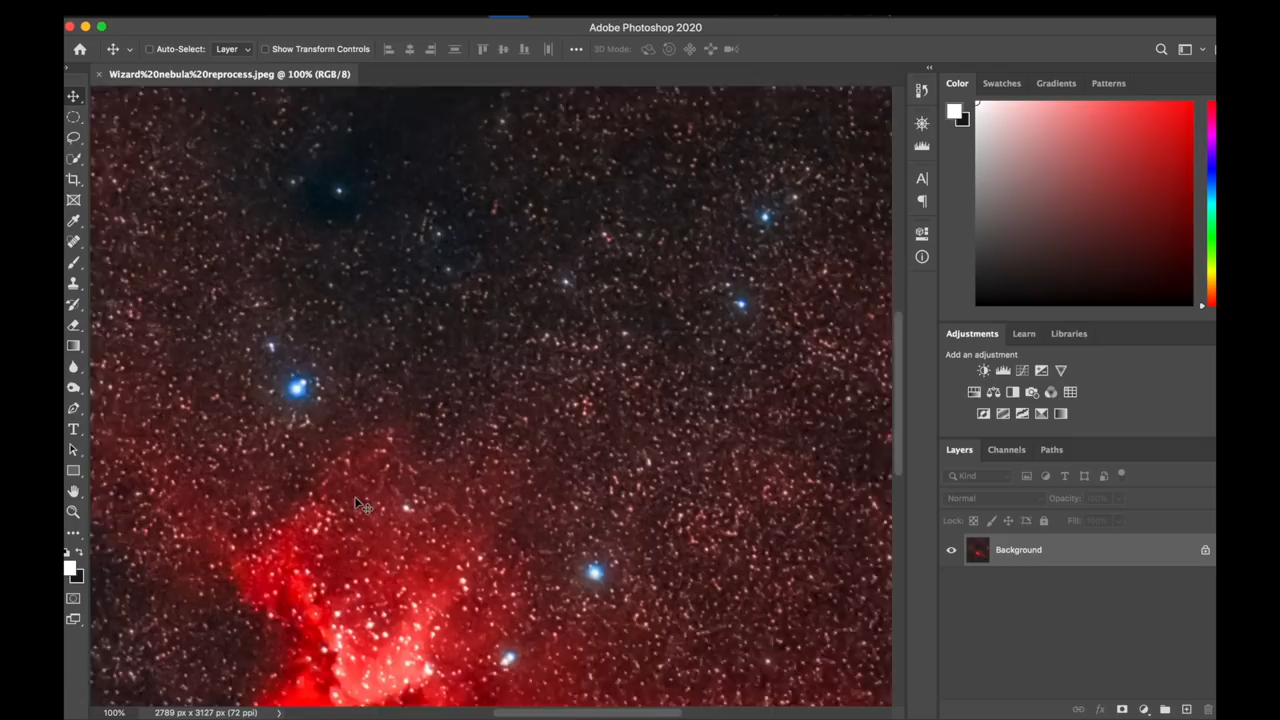 Adobe Photoshop 2020
Auto-Select: Layer Show Transform Controls 3D Mode:
× Wizard%20nebula%20reprocess.jpeg @ 100% (RGB/8)
Color Swatches Gradients Patterns
Adjustments Learn Libraries
Add an adjustment
Layers Channels Paths
Kind
Normal Opacity: 100%
Lock: Fill: 100%
Background
100% 2789 px x 3127 px (72 ppi)